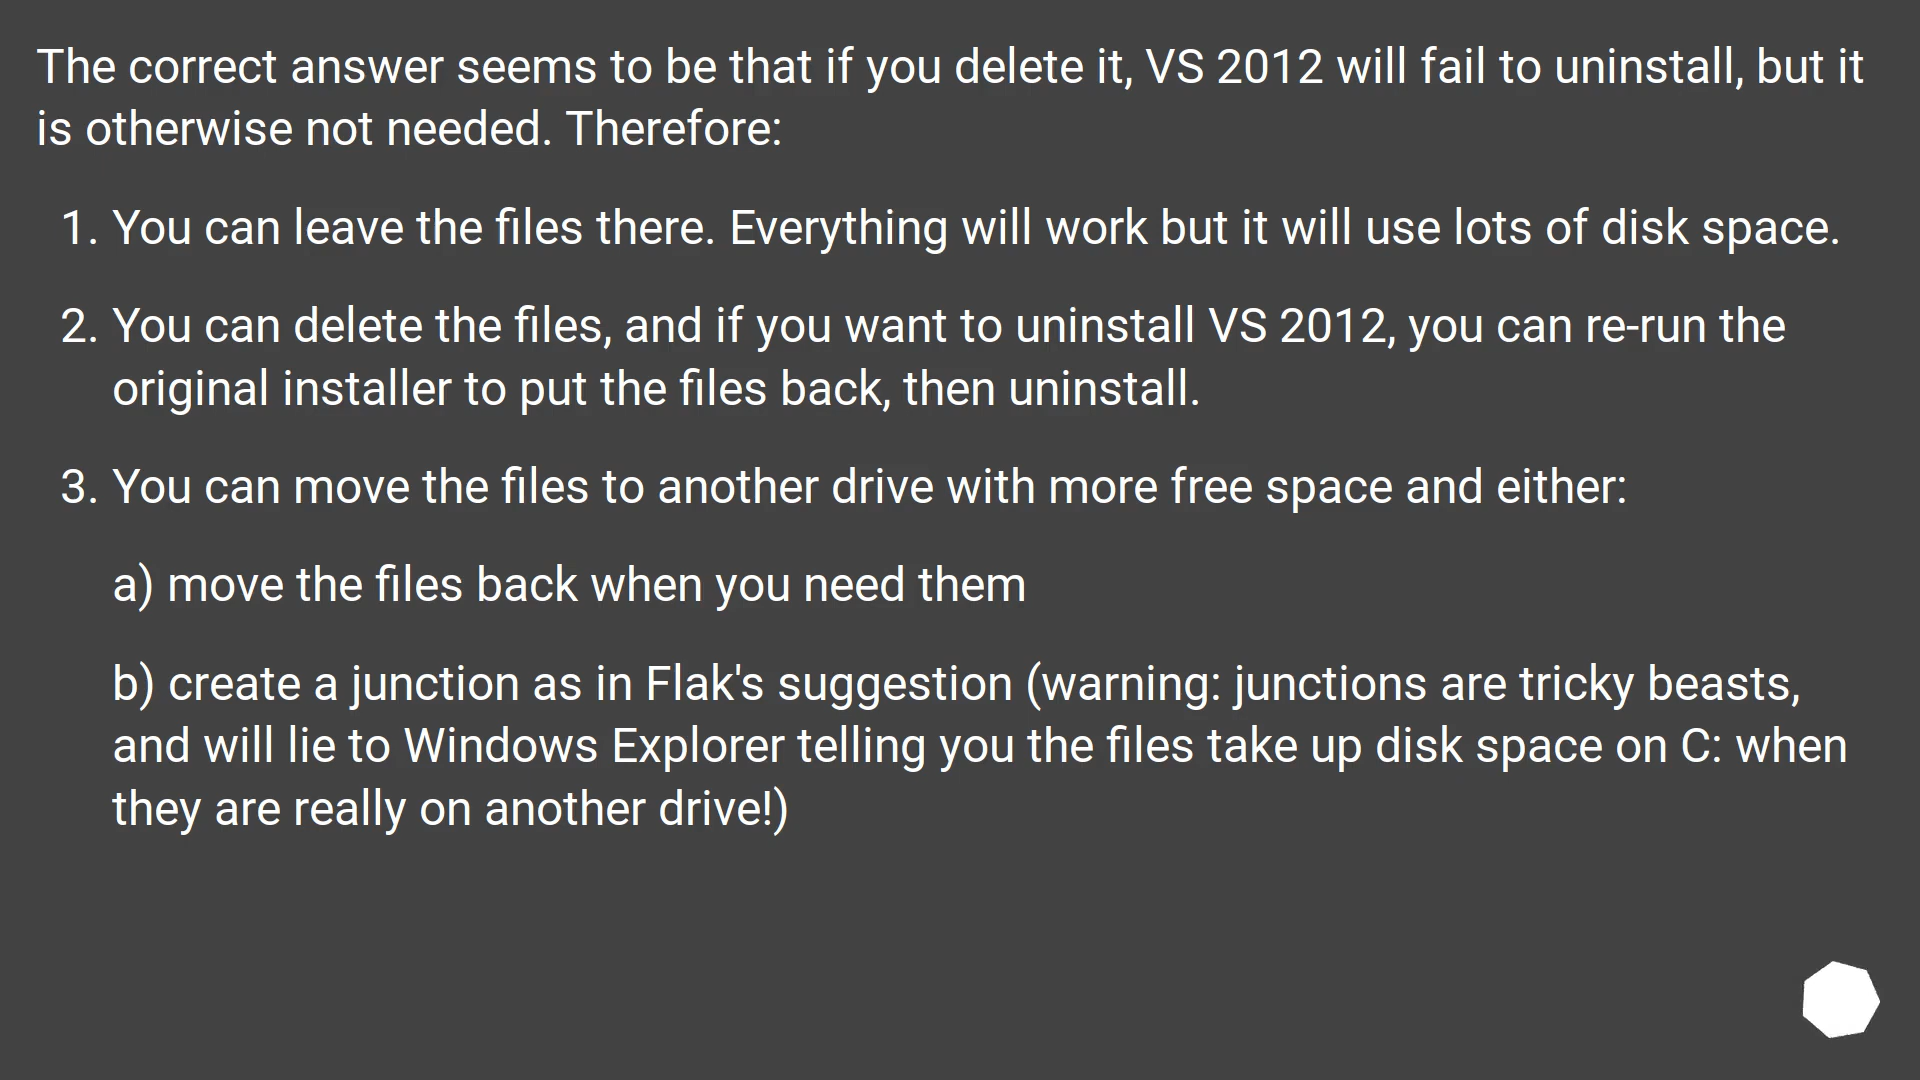 The correct answer seems to be that if you delete it, VS 2012 will fail to uninstall, but it
is otherwise not needed. Therefore:
1. You can leave the files there. Everything will work but it will use lots of disk space.
2. You can delete the files, and if you want to uninstall VS 2012, you can re-run the
original installer to put the files back, then uninstall.
3. You can move the files to another drive with more free space and either:
a) move the files back when you need them
b) create a junction as in Flak's suggestion (warning: junctions are tricky beasts,
and will lie to Windows Explorer telling you the files take up disk space on C: when
they are really on another drive!)